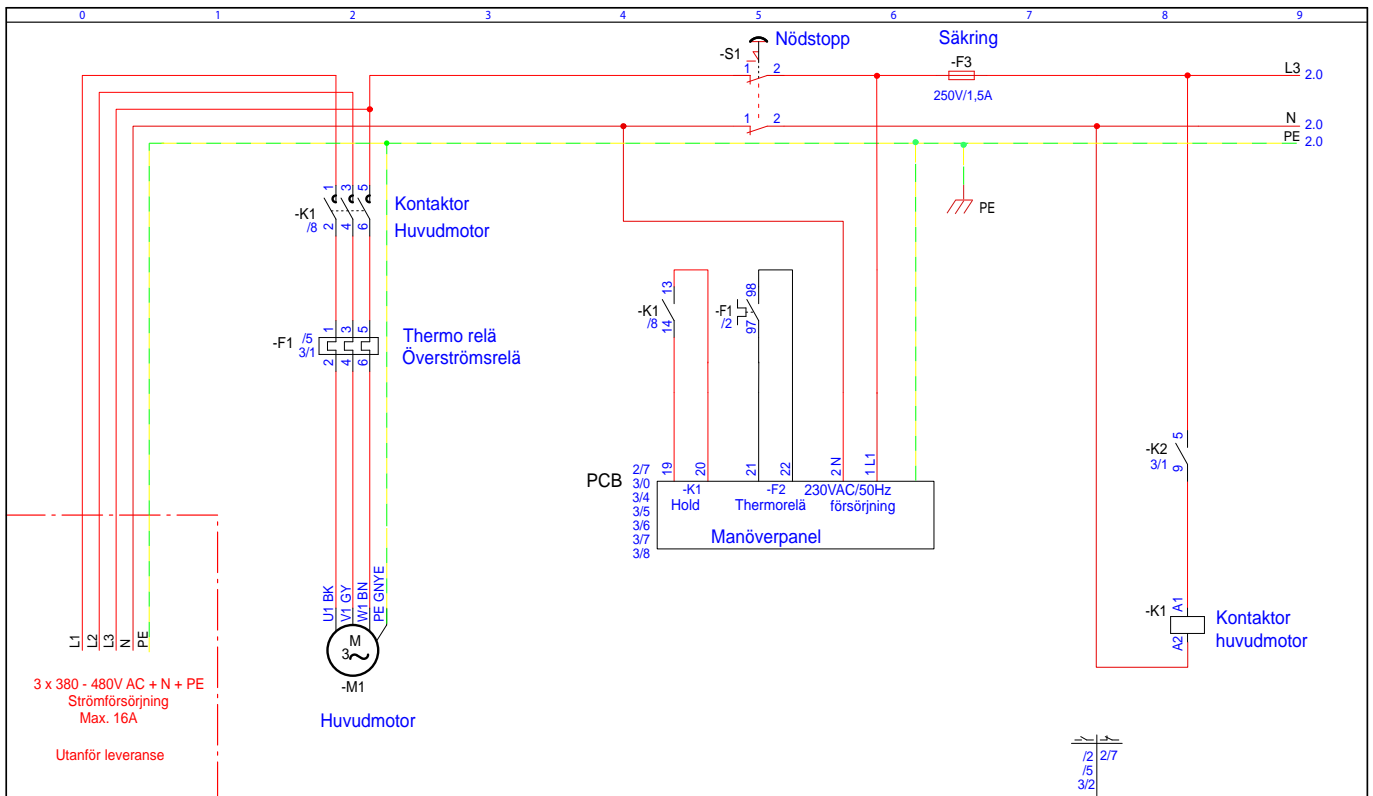 0 1 2 3 4 5 6 7 8 9
Nödstopp
Säkring
-S1
-F3
1 2
L3 2.0
250V/1,5A
1 2
N 2.0
PE 2.0
1 3 5
-K1
/8
2 4 6
Kontaktor
Huvudmotor
PE
13
-K1
/8
14
98
-F1
/2
97
-F1
/5
3/1
1 3 5
2 4 6
Thermo relä
Överströmsrelä
5
-K2
3/1
9
PCB
2/7
3/0
3/4
3/5
3/6
3/7
3/8
19 20 21 22 2 N 1 L1
-K1
Hold
-F2
Thermorelä
230VAC/50Hz
försörjning
Manöverpanel
U1 BK
V1 GY
W1 BN
PE GNYE
M
3
-M1
Huvudmotor
L1 L2 L3 N PE
3 x 380 - 480V AC + N + PE
Strömförsörjning
Max. 16A
Utanför leveranse
-K1
A1
A2
Kontaktor
huvudmotor
/2 2/7
/5
3/2